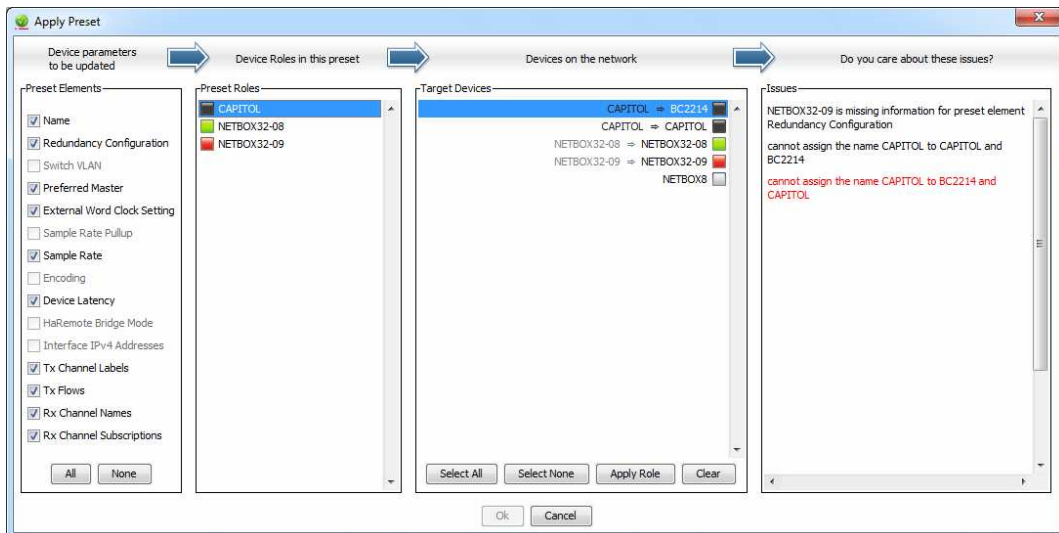 Apply Preset
Device parameters
to be updated
Device Roles in this preset
Devices on the network
Do you care about these issues?
Preset Elements
Name
Redundancy Configuration
Switch VLAN
Preferred Master
External Word Clock Setting
Sample Rate Pullup
Sample Rate
Encoding
Device Latency
HaRemote Bridge Mode
Interface IPv4 Addresses
Tx Channel Labels
Tx Flows
Rx Channel Names
Rx Channel Subscriptions
All None
Preset Roles
CAPITOL
NETBOX32-08
NETBOX32-09
Target Devices
CAPITOL ⇒ BC2214
CAPITOL ⇒ CAPITOL
NETBOX32-08 ⇒ NETBOX32-08
NETBOX32-09 ⇒ NETBOX32-09
NETBOX8
Select All Select None Apply Role Clear
Issues
NETBOX32-09 is missing information for preset element
Redundancy Configuration
cannot assign the name CAPITOL to CAPITOL and
BC2214
cannot assign the name CAPITOL to BC2214 and
CAPITOL
Ok Cancel